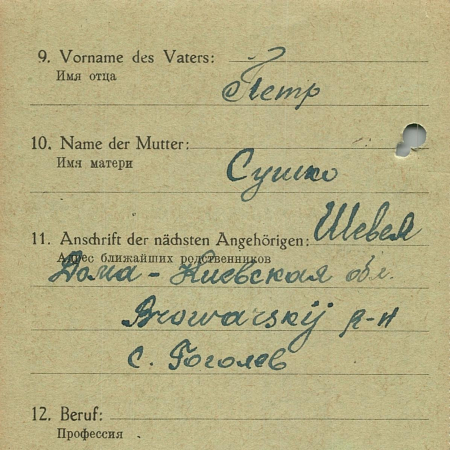 9. Vorname des Vaters:
Имя отца
Петр
10. Name der Mutter:
Имя матери
Сушко
11. Anschrift der nächsten Angehörigen: Шевел
Адрес ближайших родственников
Дома - Киевская обл.
Browarskij р-н
с. Гоголев
12. Beruf:
Профессия